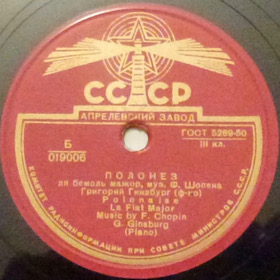 СССР
АПРЕЛЕВСКИЙ ЗАВОД
Б
019006
ГОСТ 5289-50
III кл.
ПОЛОНЕЗ
ля бемоль мажор, муз. Ф. Шопена
Григорий Гинзбург (ф-го)
Polonaise
La Flat Major
Music by F. Chopin
G. Ginsburg
(Piano)
КОМИТЕТ РАДИОИНФОРМАЦИИ ПРИ СОВЕТЕ МИНИСТРОВ СССР.